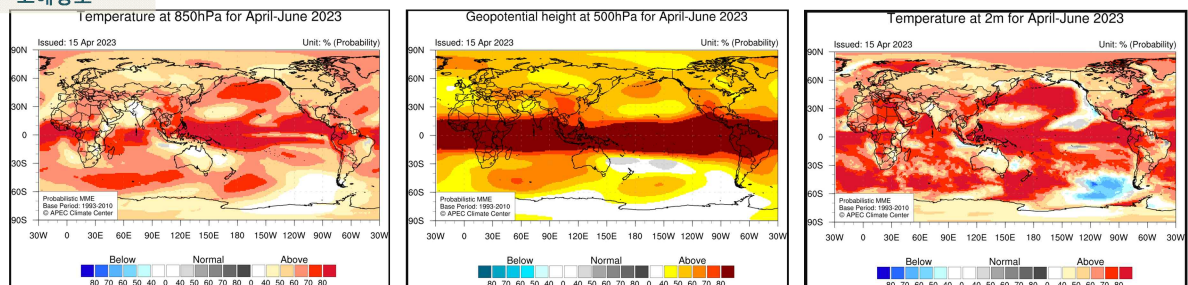 Temperature at 850hPa for April-June 2023
Issued: 15 Apr 2023 Unit: % (Probability)
90N
60N
30N
0
30S
60S
90S
Probabilistic MME
Base Period: 1993-2010
© APEC Climate Center
30W 0 30E 60E 90E 120E 150E 180 150W 120W 90W 60W 30W
Below Normal Above
80 70 60 50 40 0 40 50 60 70 80 0 40 50 60 70 80
Geopotential height at 500hPa for April-June 2023
Issued: 15 Apr 2023 Unit: % (Probability)
90N
60N
30N
0
30S
60S
90S
Probabilistic MME
Base Period: 1993-2010
© APEC Climate Center
30W 0 30E 60E 90E 120E 150E 180 150W 120W 90W 60W 30W
Below Normal Above
80 70 60 50 40 0 40 50 60 70 80 0 40 50 60 70 80
Temperature at 2m for April-June 2023
Issued: 15 Apr 2023 Unit: % (Probability)
90N
60N
30N
0
30S
60S
90S
Probabilistic MME
Base Period: 1993-2010
© APEC Climate Center
30W 0 30E 60E 90E 120E 150E 180 150W 120W 90W 60W 30W
Below Normal Above
80 70 60 50 40 0 40 50 60 70 80 0 40 50 60 70 80